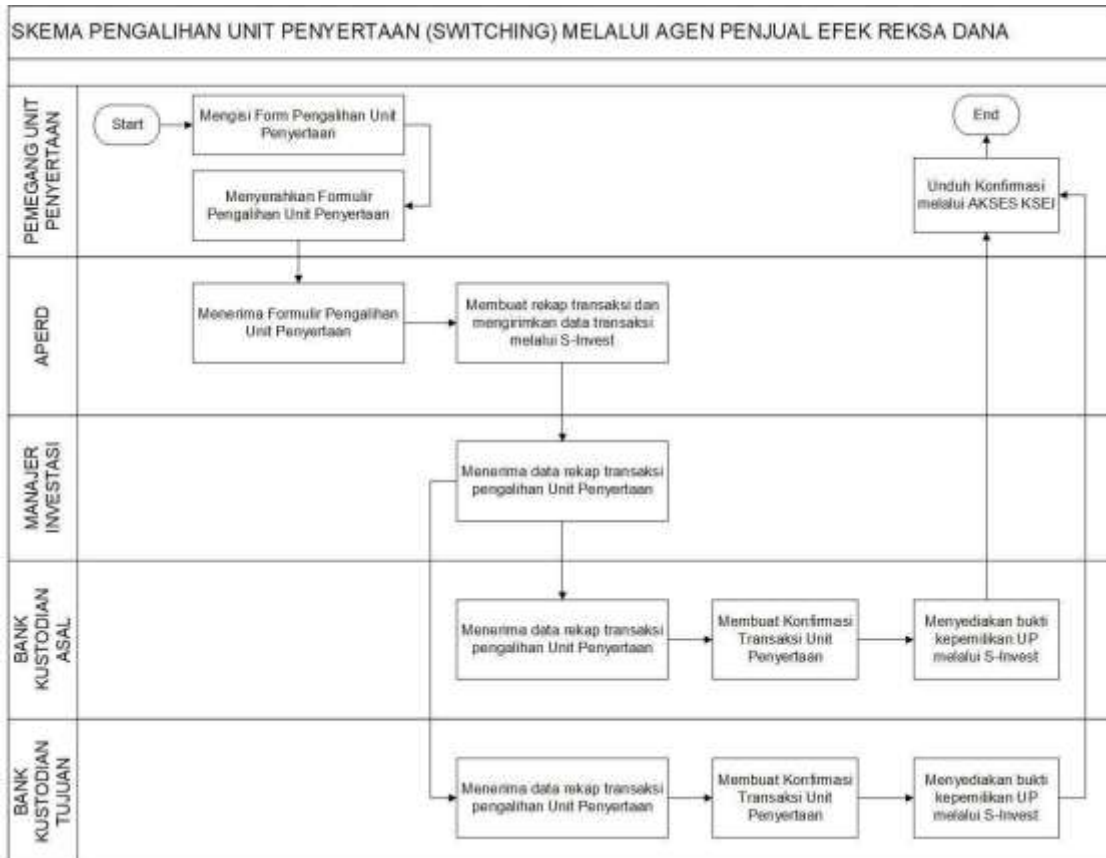 SKEMA PENGALIHAN UNIT PENYERTAAN (SWITCHING) MELALUI AGEN PENJUAL EFEK REKSA DANA
PEMEGANG UNIT
PENYERTAAN
Start
Mengisi Form Pengalihan Unit
Penyertaan
End
Menyerahkan Formulir
Pengalihan Unit Penyertaan
Unduh Konfirmasi
melalui AKSES KSEI
APERD
Menerima Formulir Pengalihan
Unit Penyertaan
Membuat rekap transaksi dan
mengirimkan data transaksi
melalui S-Invest
MANAJER
INVESTASI
Menerima data rekap transaksi
pengalihan Unit Penyertaan
BANK
KUSTODIAN
ASAL
Menerima data rekap transaksi
pengalihan Unit Penyertaan
Membuat Konfirmasi
Transaksi Unit
Penyertaan
Menyediakan bukti
kepemilikan UP
melalui S-Invest
BANK
KUSTODIAN
TUJUAN
Menerima data rekap transaksi
pengalihan Unit Penyertaan
Membuat Konfirmasi
Transaksi Unit
Penyertaan
Menyediakan bukti
kepemilikan UP
melalui S-Invest